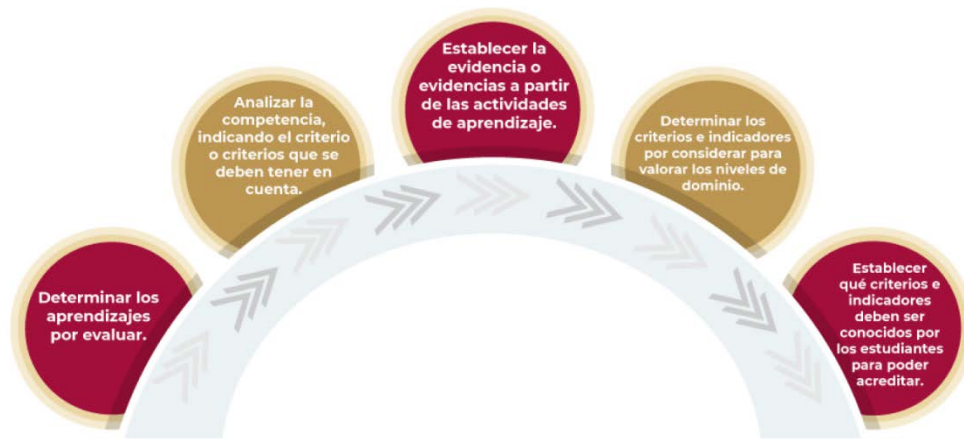 Determinar los
aprendizajes
por evaluar.
Analizar la
competencia,
indicando el criterio
o criterios que se
deben tener en
cuenta.
Establecer la
evidencia o
evidencias a partir
de las actividades
de aprendizaje.
Determinar los
criterios e indicadores
por considerar para
valorar los niveles de
dominio.
Establecer
qué criterios e
indicadores
deben ser
conocidos por
los estudiantes
para poder
acreditar.